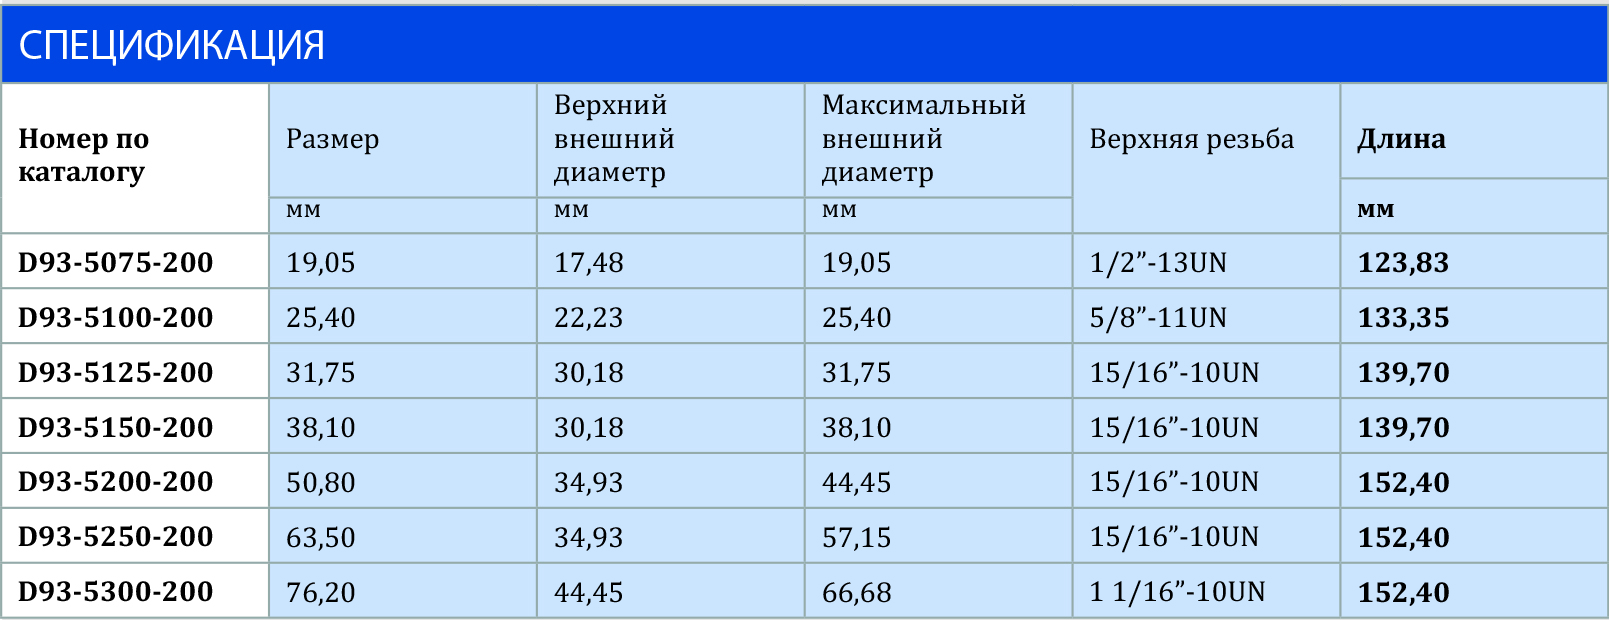 СПЕЦИФИКАЦИЯ
Номер по каталогу Размер Верхний внешний диаметр Максимальный внешний диаметр Верхняя резьба Длина
мм мм мм мм
D93-5075-200 19,05 17,48 19,05 1/2”-13UN 123,83
D93-5100-200 25,40 22,23 25,40 5/8”-11UN 133,35
D93-5125-200 31,75 30,18 31,75 15/16”-10UN 139,70
D93-5150-200 38,10 30,18 38,10 15/16”-10UN 139,70
D93-5200-200 50,80 34,93 44,45 15/16”-10UN 152,40
D93-5250-200 63,50 34,93 57,15 15/16”-10UN 152,40
D93-5300-200 76,20 44,45 66,68 1 1/16”-10UN 152,40